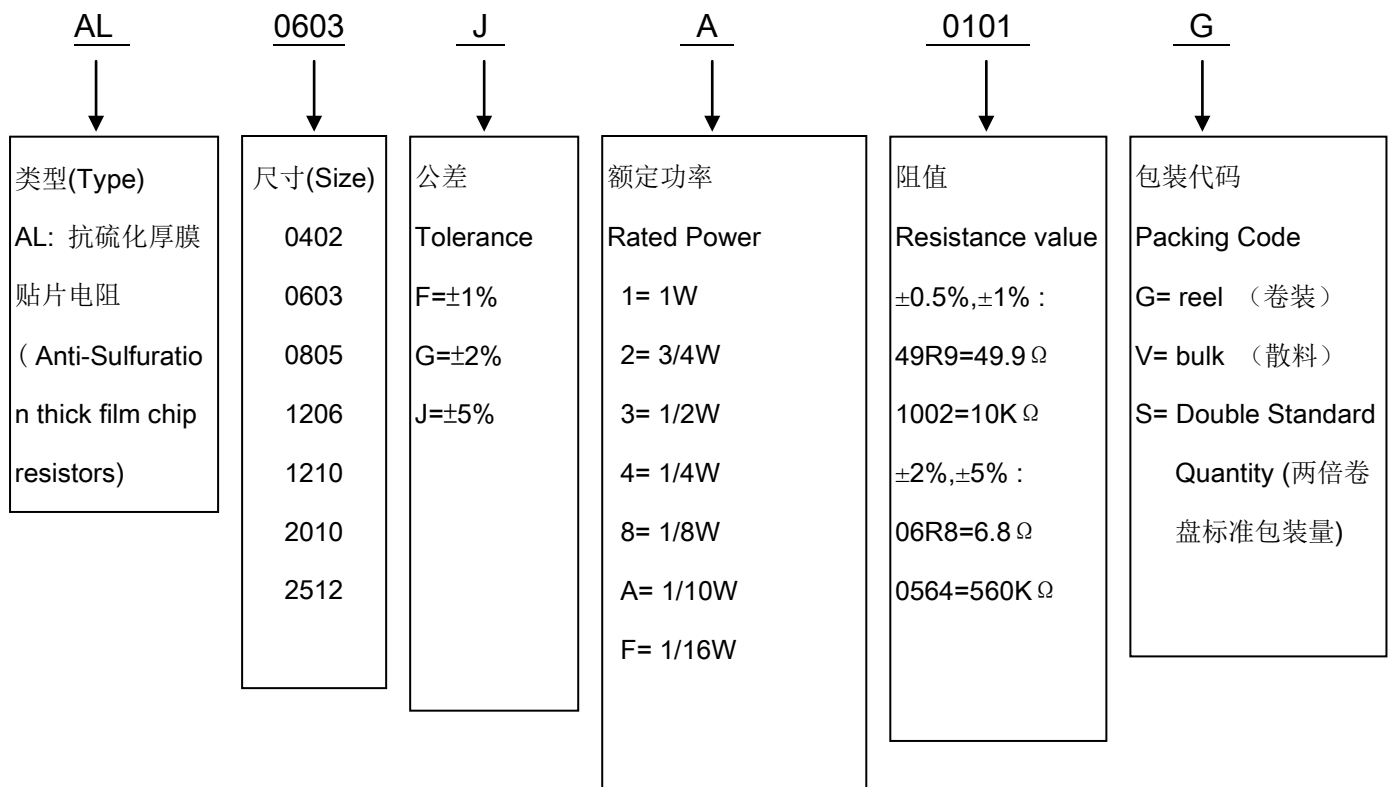 AL 0603 J A 0101 G
类型(Type)
AL: 抗硫化厚膜
贴片电阻
（Anti-Sulfuratio
n thick film chip
resistors)
尺寸(Size)
0402
0603
0805
1206
1210
2010
2512
公差
Tolerance
F=±1%
G=±2%
J=±5%
额定功率
Rated Power
1= 1W
2= 3/4W
3= 1/2W
4= 1/4W
8= 1/8W
A= 1/10W
F= 1/16W
阻值
Resistance value
±0.5%,±1% :
49R9=49.9Ω
1002=10KΩ
±2%,±5% :
06R8=6.8Ω
0564=560KΩ
包装代码
Packing Code
G= reel （卷装）
V= bulk （散料）
S= Double Standard
Quantity (两倍卷
盘标准包装量)